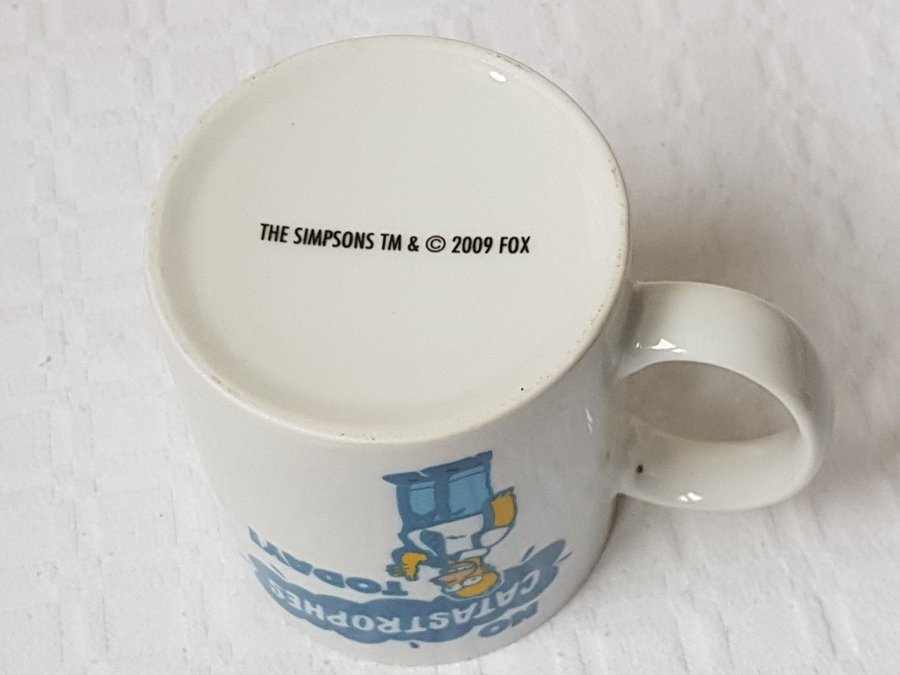 THE SIMPSONS TM & © 2009 FOX
NO
CATASTROPHES
TODAY!